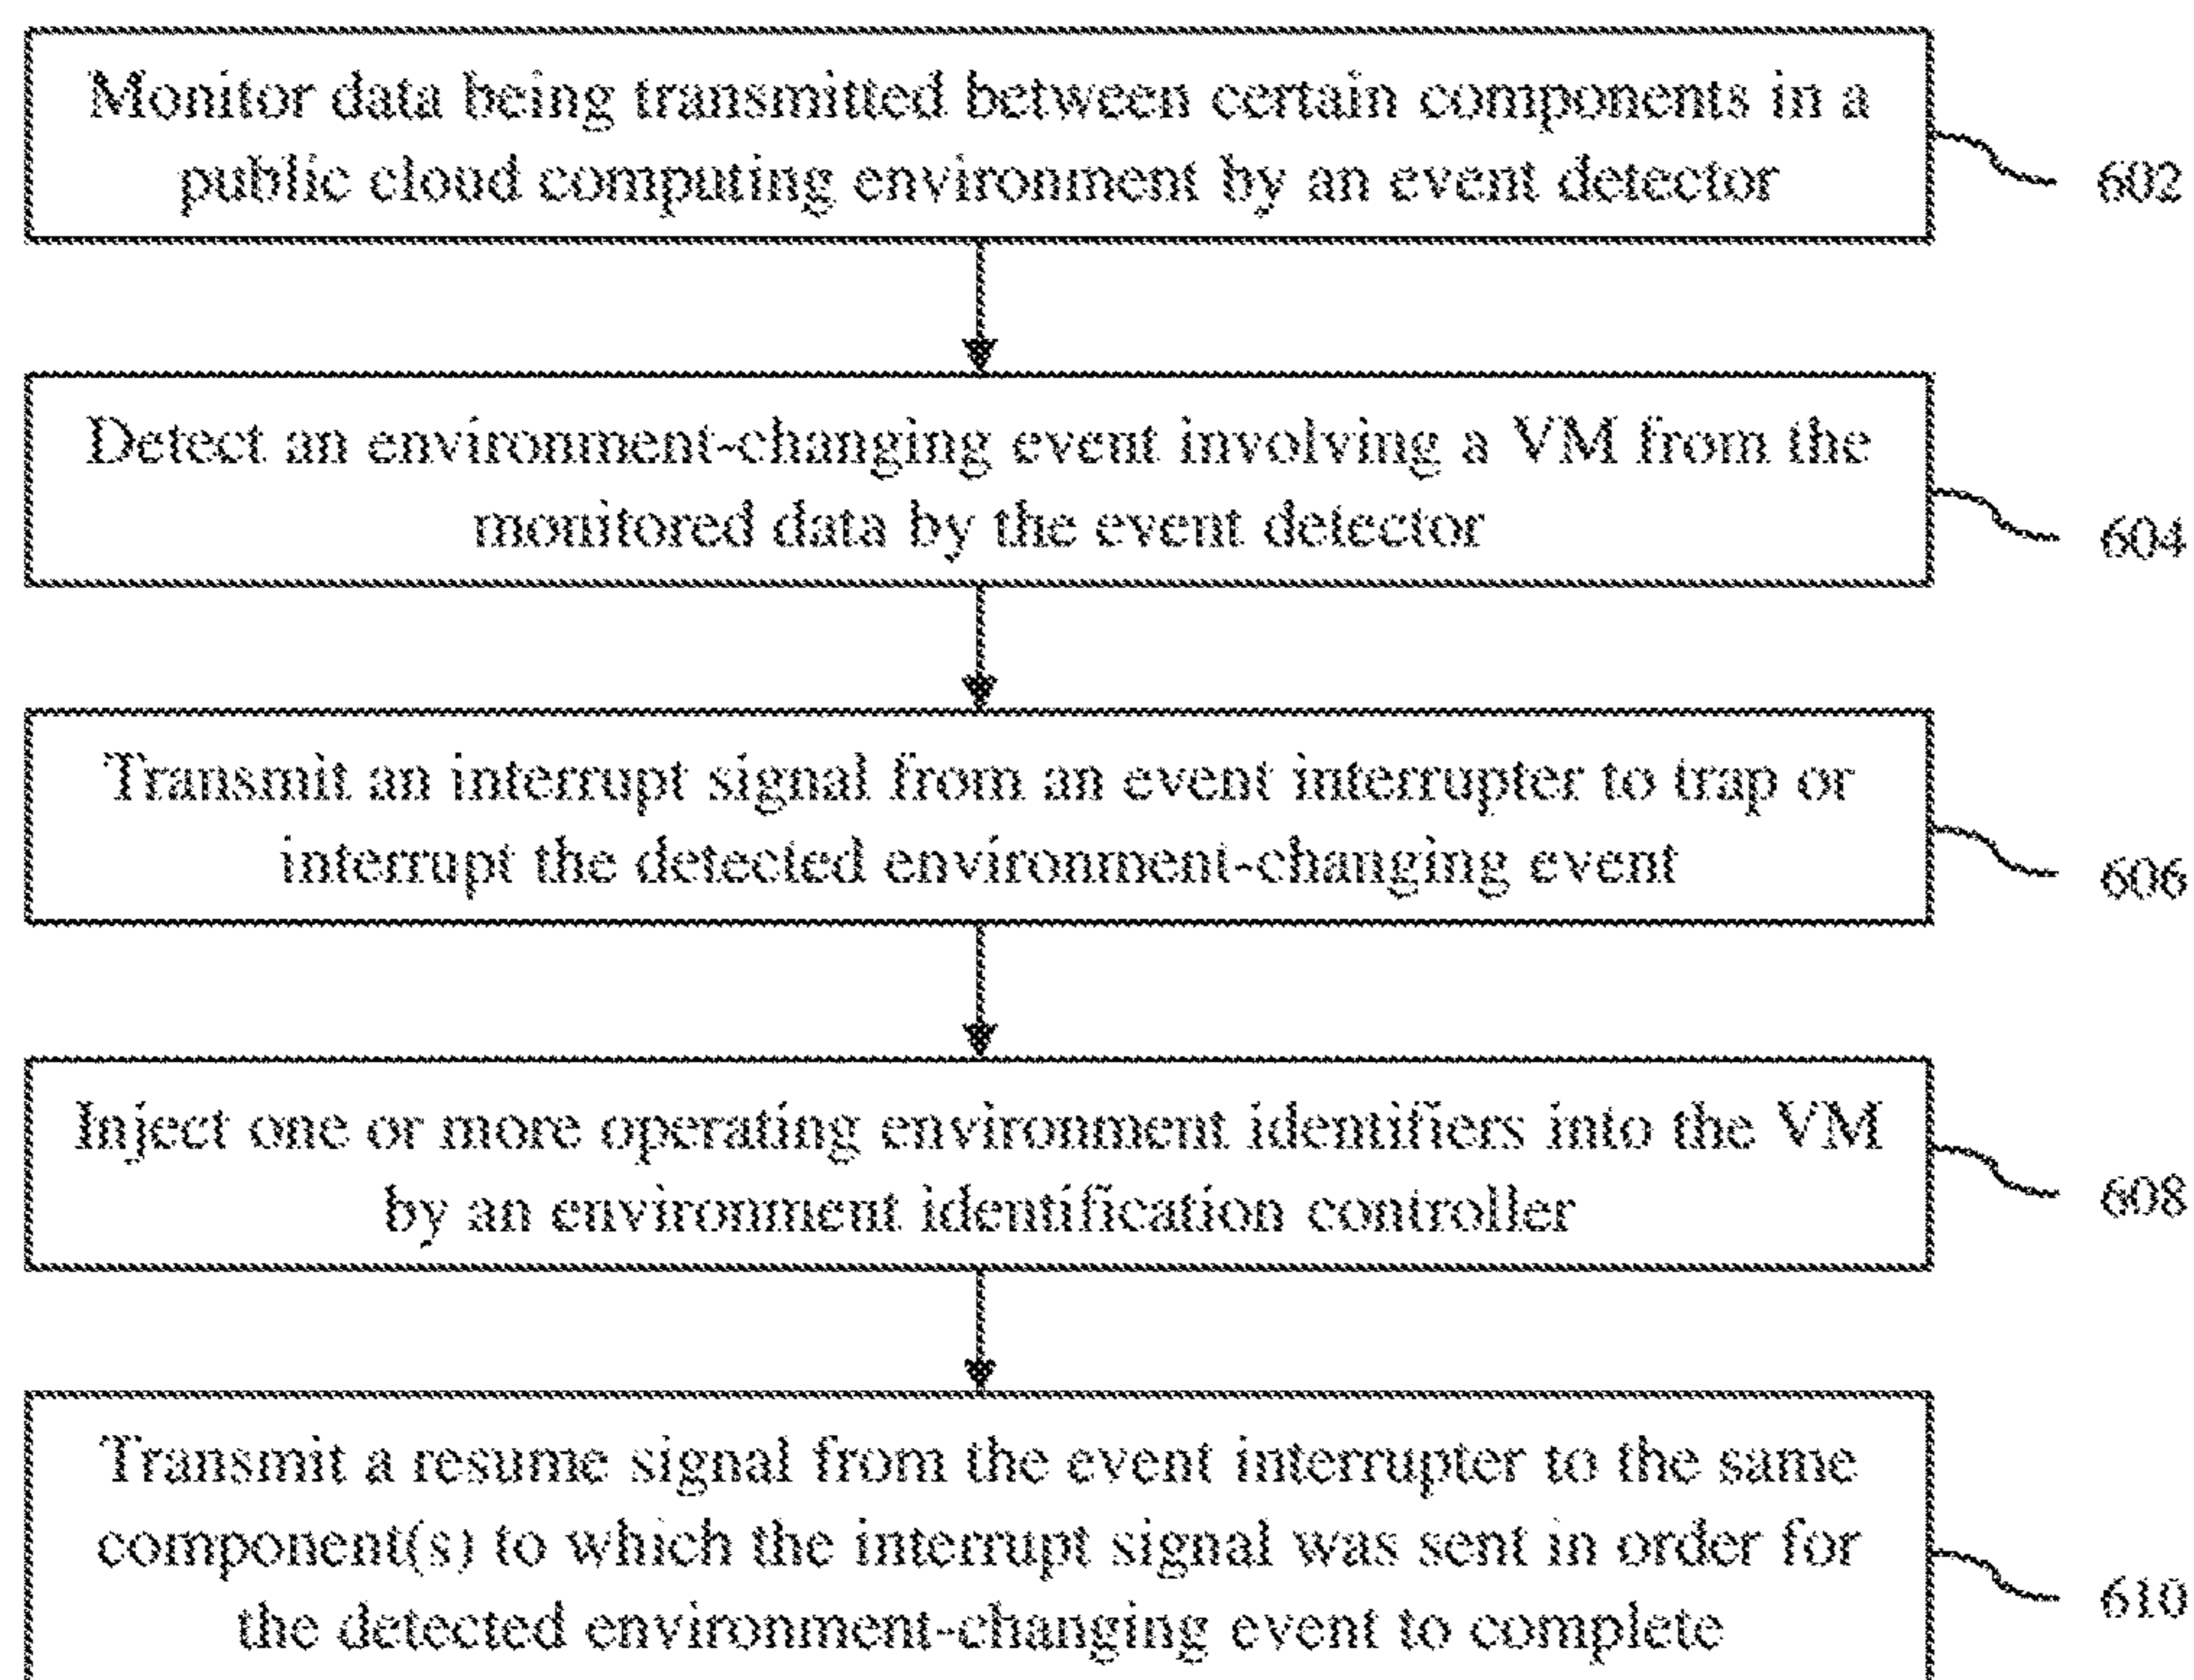 Monitor data being transmitted between certain components in a
public cloud computing environment by an event detector
602
Detect an environment-changing event involving a VM from the
monitored data by the event detector
604
Transmit an interrupt signal from an event interrupter to trap or
interrupt the detected environment-changing event
606
Inject one or more operating environment identifiers into the VM
by an environment identification controller
608
Transmit a resume signal from the event interrupter to the same
component(s) to which the interrupt signal was sent in order for
the detected environment-changing event to complete
610